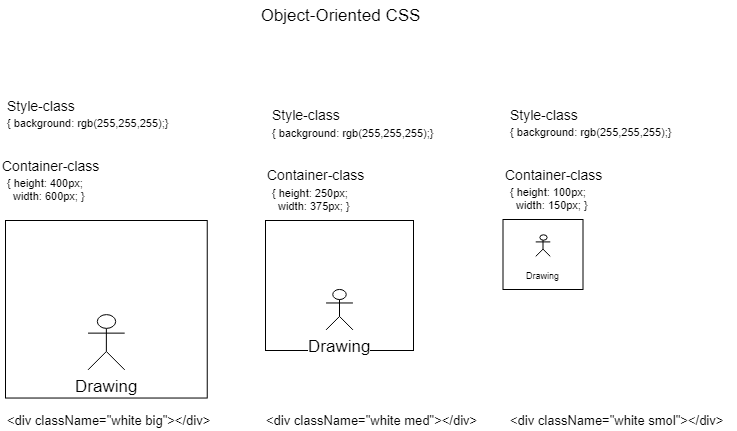 Object-Oriented CSS
Style-class
{ background: rgb(255,255,255);}
Container-class
{ height: 400px;
width: 600px; }
Drawing
<div className="white big"></div>
Style-class
{ background: rgb(255,255,255);}
Container-class
{ height: 250px;
width: 375px; }
Drawing
<div className="white med"></div>
Style-class
{ background: rgb(255,255,255);}
Container-class
{ height: 100px;
width: 150px; }
Drawing
<div className="white smol"></div>